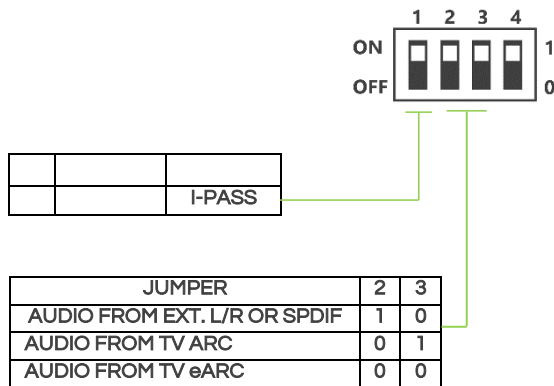 1 2 3 4
ON 1
OFF 0
I-PASS
JUMPER 2 3
AUDIO FROM EXT. L/R OR SPDIF 1 0
AUDIO FROM TV ARC 0 1
AUDIO FROM TV eARC 0 0